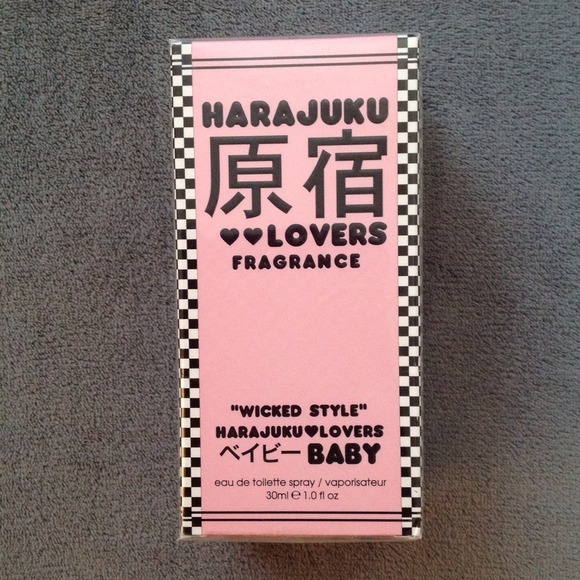 HARAJUKU
原宿
♥♥LOVERS
FRAGRANCE
"WICKED STYLE"
HARAJUKU♥LOVERS
ベイビー BABY
eau de toilette spray / vaporisateur
30ml ℮ 1.0 fl oz